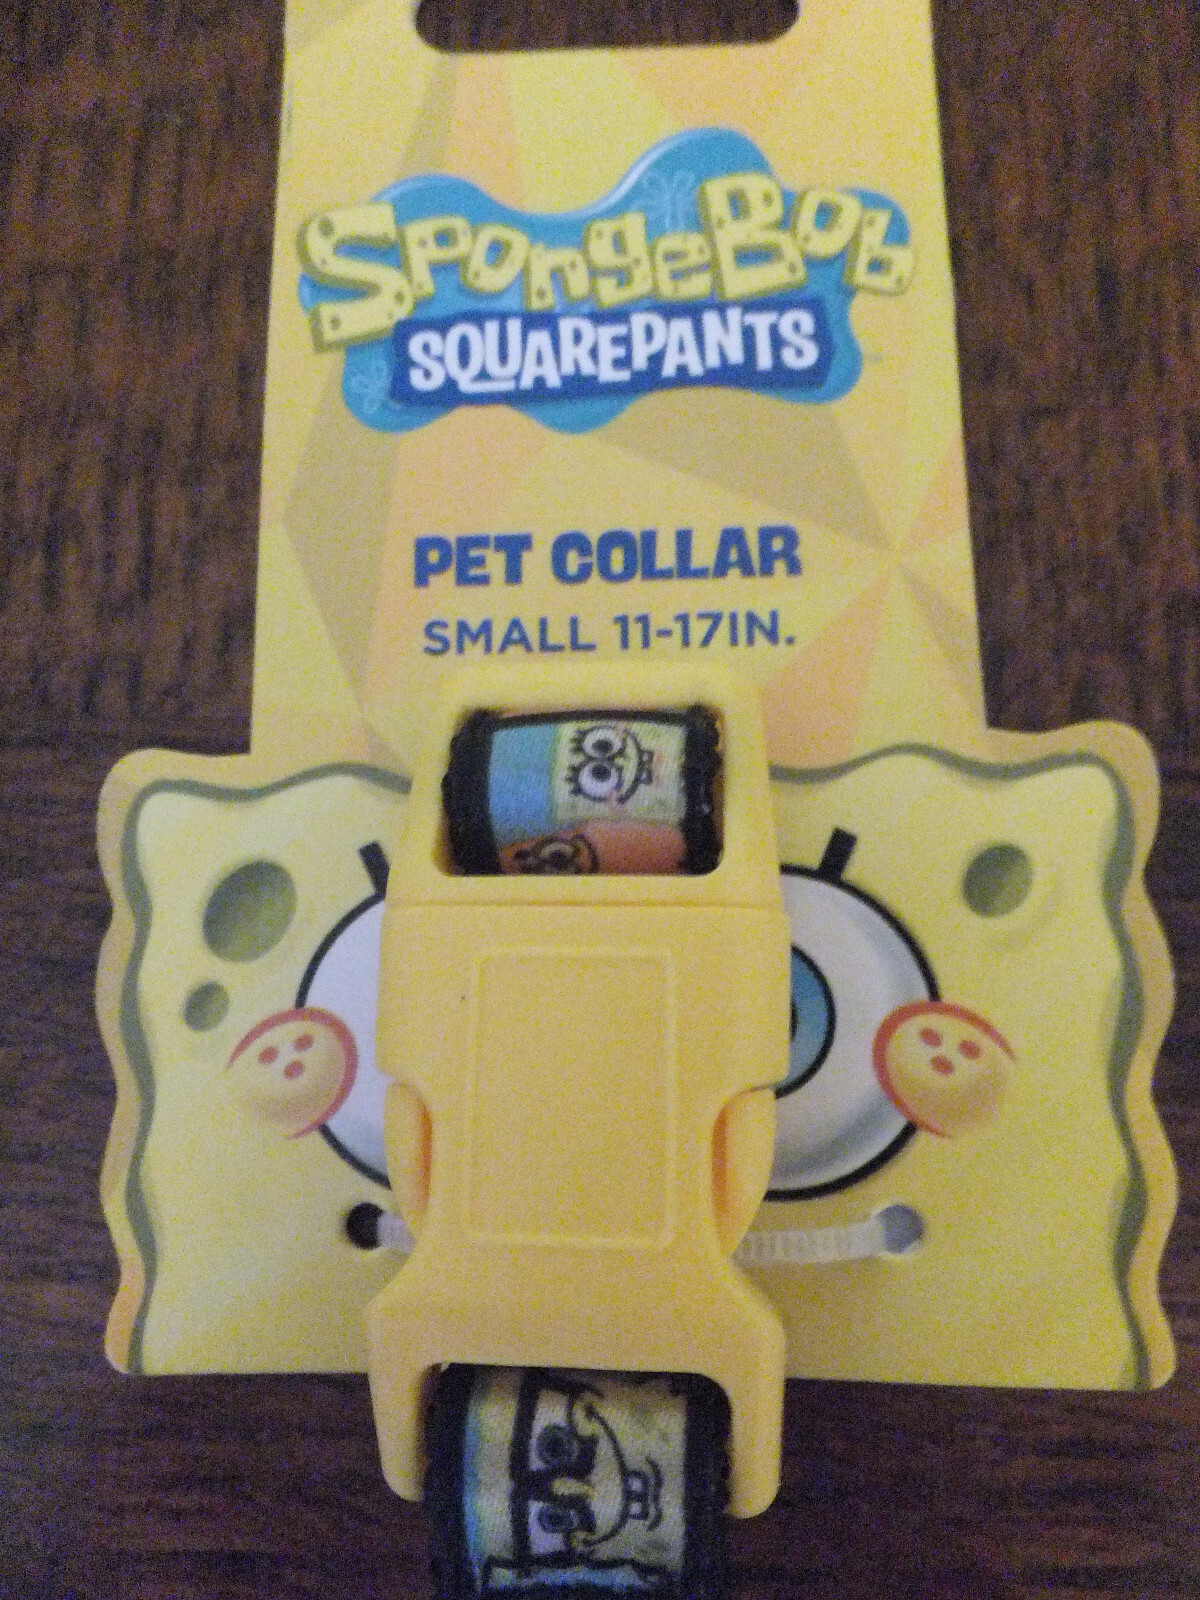 SpongeBob
SQUAREPANTS
PET COLLAR
SMALL 11-17IN.